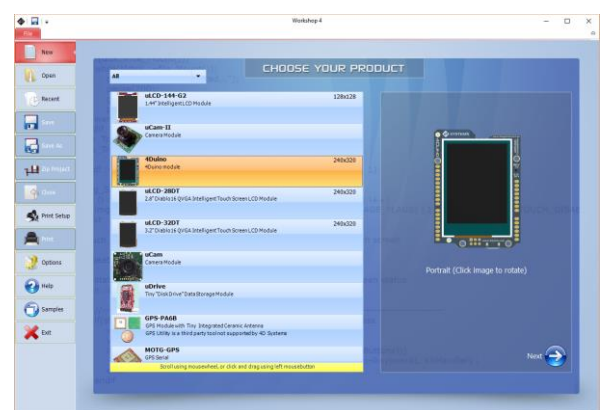 Workshop 4
File
New
Open
Recent
Save
Save As
Zip Project
Close
Print Setup
Print
Options
Help
Samples
Exit
CHOOSE YOUR PRODUCT
All
uLCD-144-G2 128x128
1.44" Intelligent LCD Module
uCam-II
Camera Module
4Duino 240x320
4Duino module
uLCD-28DT 240x320
2.8" Diablo16 QVGA Intelligent Touch Screen LCD Module
uLCD-32DT 240x320
3.2" Diablo16 QVGA Intelligent Touch Screen LCD Module
uCam
Camera Module
uDrive
Tiny "Disk Drive" Data Storage Module
GPS-PA6B
GPS Module with Tiny Integrated Ceramic Antenna
GPS Utility is a third party tool not supported by 4D Systems
MOTG-GPS
GPS Serial
Scroll using mousewheel, or click and drag using left mousebutton
Portrait (Click Image to rotate)
Next